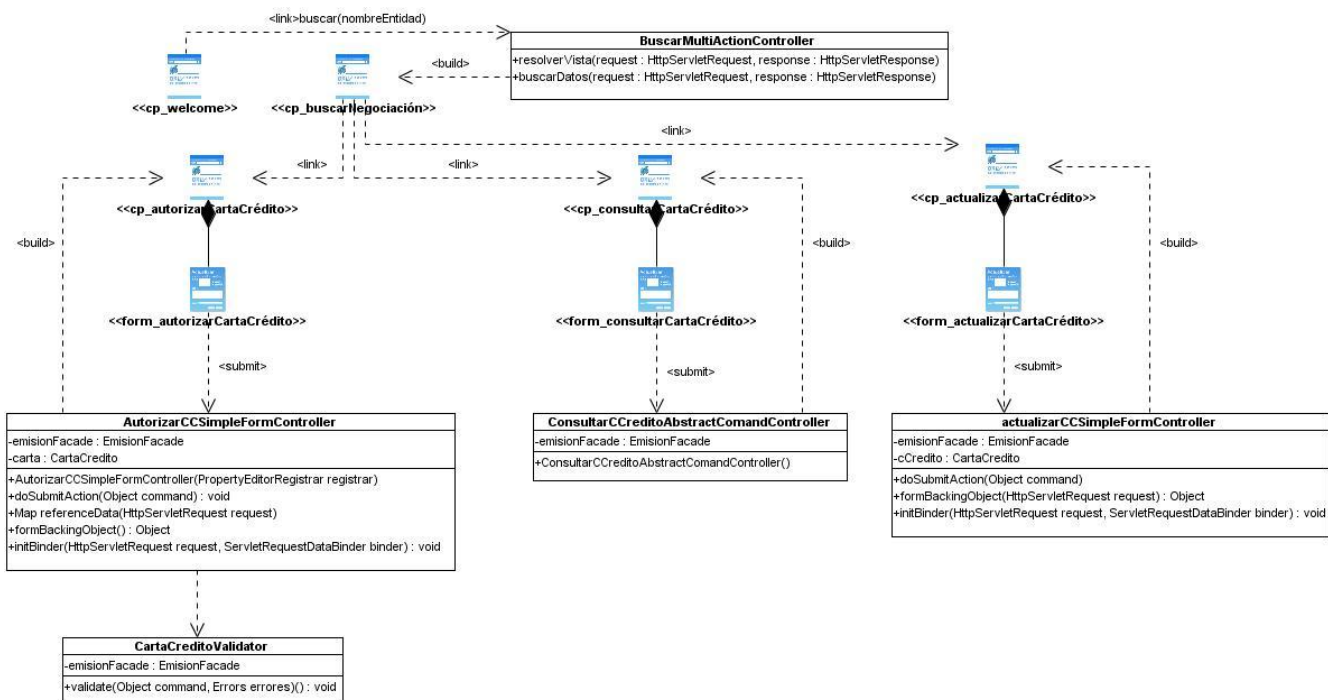 <link>buscar(nombreEntidad)
BuscarMultiActionController
+resolverVista(request : HttpServletRequest, response : HttpServletResponse)
+buscarDatos(request : HttpServletRequest, response : HttpServletResponse)
<build>
<<cp_welcome>>
<<cp_buscarNegociación>>
<link>
<link>
<link>
<<cp_autorizarCartaCrédito>>
<<cp_consultarCartaCrédito>>
<<cp_actualizarCartaCrédito>>
<build>
<build>
<build>
<<form_autorizarCartaCrédito>>
<<form_consultarCartaCrédito>>
<<form_actualizarCartaCrédito>>
<submit>
<submit>
<submit>
AutorizarCCSimpleFormController
-emisionFacade : EmisionFacade
-carta : CartaCredito
+AutorizarCCSimpleFormController(PropertyEditorRegistrar registrar)
+doSubmitAction(Object command) : void
+Map referenceData(HttpServletRequest request)
+formBackingObject() : Object
+initBinder(HttpServletRequest request, ServletRequestDataBinder binder) : void
ConsultarCCreditoAbstractComandController
-emisionFacade : EmisionFacade
+ConsultarCCreditoAbstractComandController()
actualizarCCSimpleFormController
-emisionFacade : EmisionFacade
-cCredito : CartaCredito
+doSubmitAction(Object command)
+formBackingObject(HttpServletRequest request) : Object
+initBinder(HttpServletRequest request, ServletRequestDataBinder binder) : void
CartaCreditoValidator
-emisionFacade : EmisionFacade
+validate(Object command, Errors errores)() : void